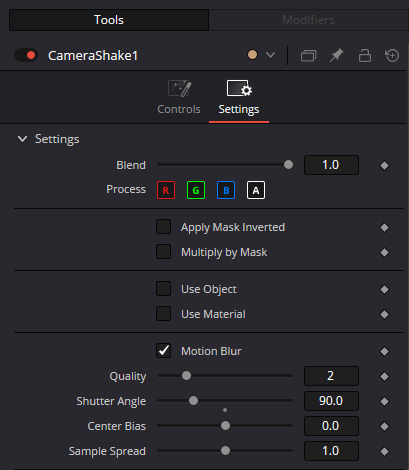 Tools Modifiers
CameraShake1
Controls Settings
Settings
Blend 1.0
Process R G B A
Apply Mask Inverted
Multiply by Mask
Use Object
Use Material
Motion Blur
Quality 2
Shutter Angle 90.0
Center Bias 0.0
Sample Spread 1.0